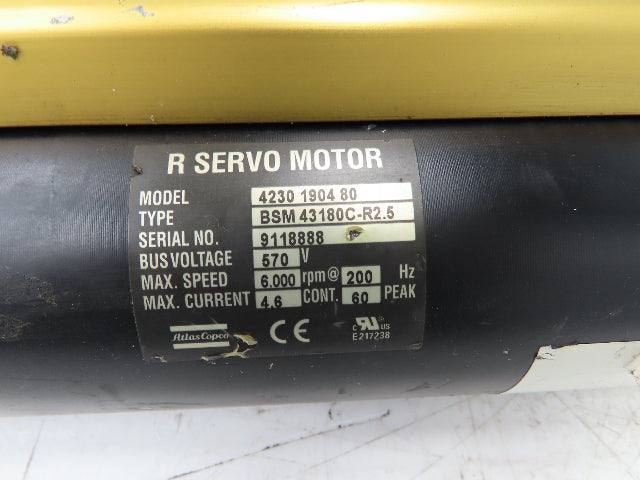 R SERVO MOTOR
MODEL 4230 1904 80
TYPE BSM 43180C-R2.5
SERIAL NO. 9118888
BUS VOLTAGE 570 V
MAX. SPEED 6.000 rpm@ 200 Hz
MAX. CURRENT 4.6 CONT. 60 PEAK
Atlas Copco CE c RU ® US
E217238